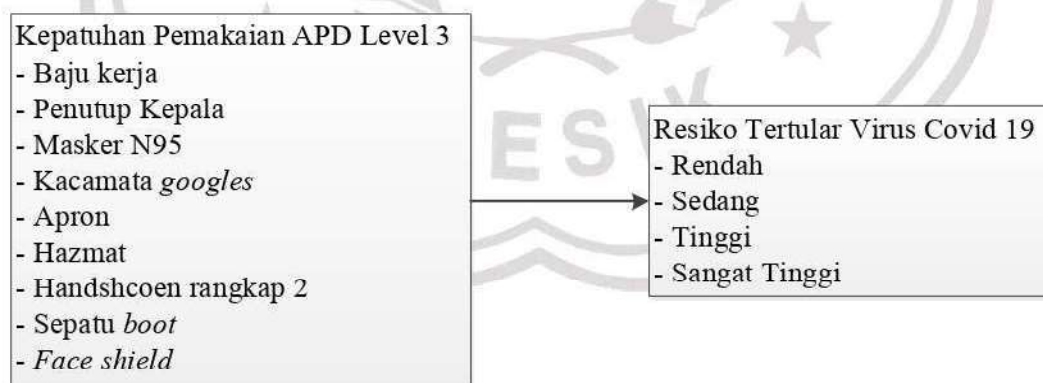 Kepatuhan Pemakaian APD Level 3
- Baju kerja
- Penutup Kepala
- Masker N95
- Kacamata googles
- Apron
- Hazmat
- Handshcoen rangkap 2
- Sepatu boot
- Face shield
Resiko Tertular Virus Covid 19
- Rendah
- Sedang
- Tinggi
- Sangat Tinggi